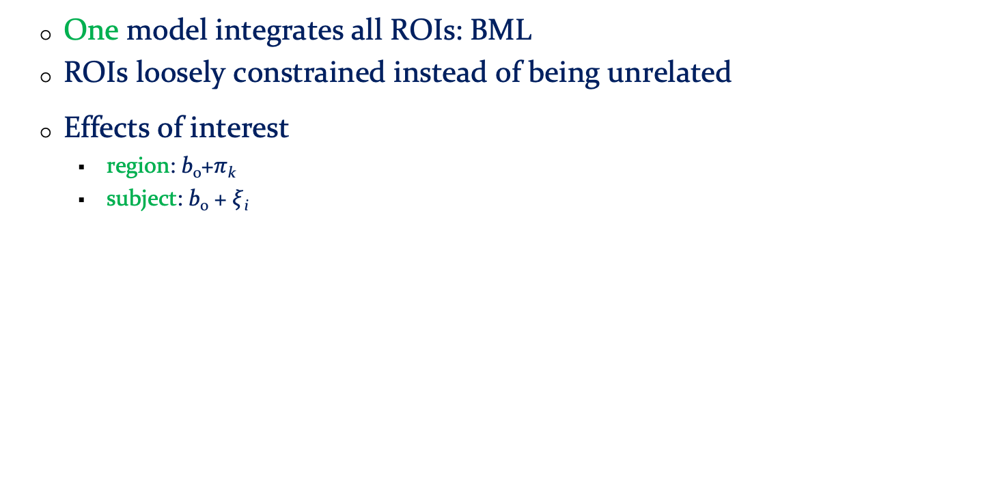 ○ One model integrates all ROIs: BML
○ ROIs loosely constrained instead of being unrelated
○ Effects of interest
▪ region: b₀+πₖ
▪ subject: b₀ + ξᵢ